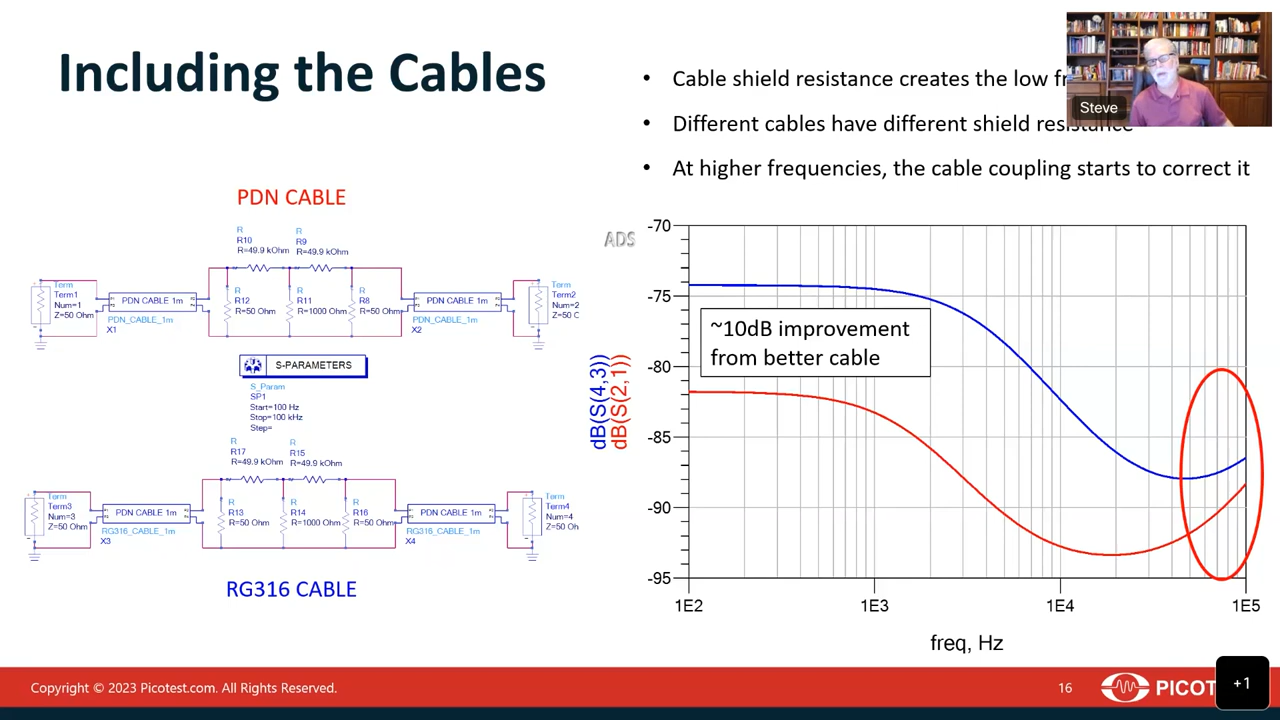 Including the Cables
• Cable shield resistance creates the low
• Different cables have different shield resistance
• At higher frequencies, the cable coupling starts to correct it
Steve
PDN CABLE
R
R10
R=49.9 kOhm
R
R9
R=49.9 kOhm
Term
Term1
Num=1
Z=50 Ohm
PDN CABLE 1m
PDN_CABLE_1m
X1
R
R12
R=50 Ohm
R
R11
R=1000 Ohm
R
R8
R=50 Ohm
PDN CABLE 1m
PDN_CABLE_1m
X2
Term
Term2
Num=2
Z=50 O
S-PARAMETERS
S_Param
SP1
Start=100 Hz
Stop=100 kHz
Step=
R
R17
R=49.9 kOhm
R
R15
R=49.9 kOhm
Term
Term3
Num=3
Z=50 Ohm
PDN CABLE 1m
RG316_CABLE_1m
X3
R
R13
R=50 Ohm
R
R14
R=1000 Ohm
R
R16
R=50 Ohm
PDN CABLE 1m
RG316_CABLE_1m
X4
Term
Term4
Num=4
Z=50 Oh
RG316 CABLE
ADS
dB(S(4,3))
dB(S(2,1))
-70
-75
-80
-85
-90
-95
~10dB improvement
from better cable
1E2 1E3 1E4 1E5
freq, Hz
Copyright © 2023 Picotest.com. All Rights Reserved.
16
PICOT
+1